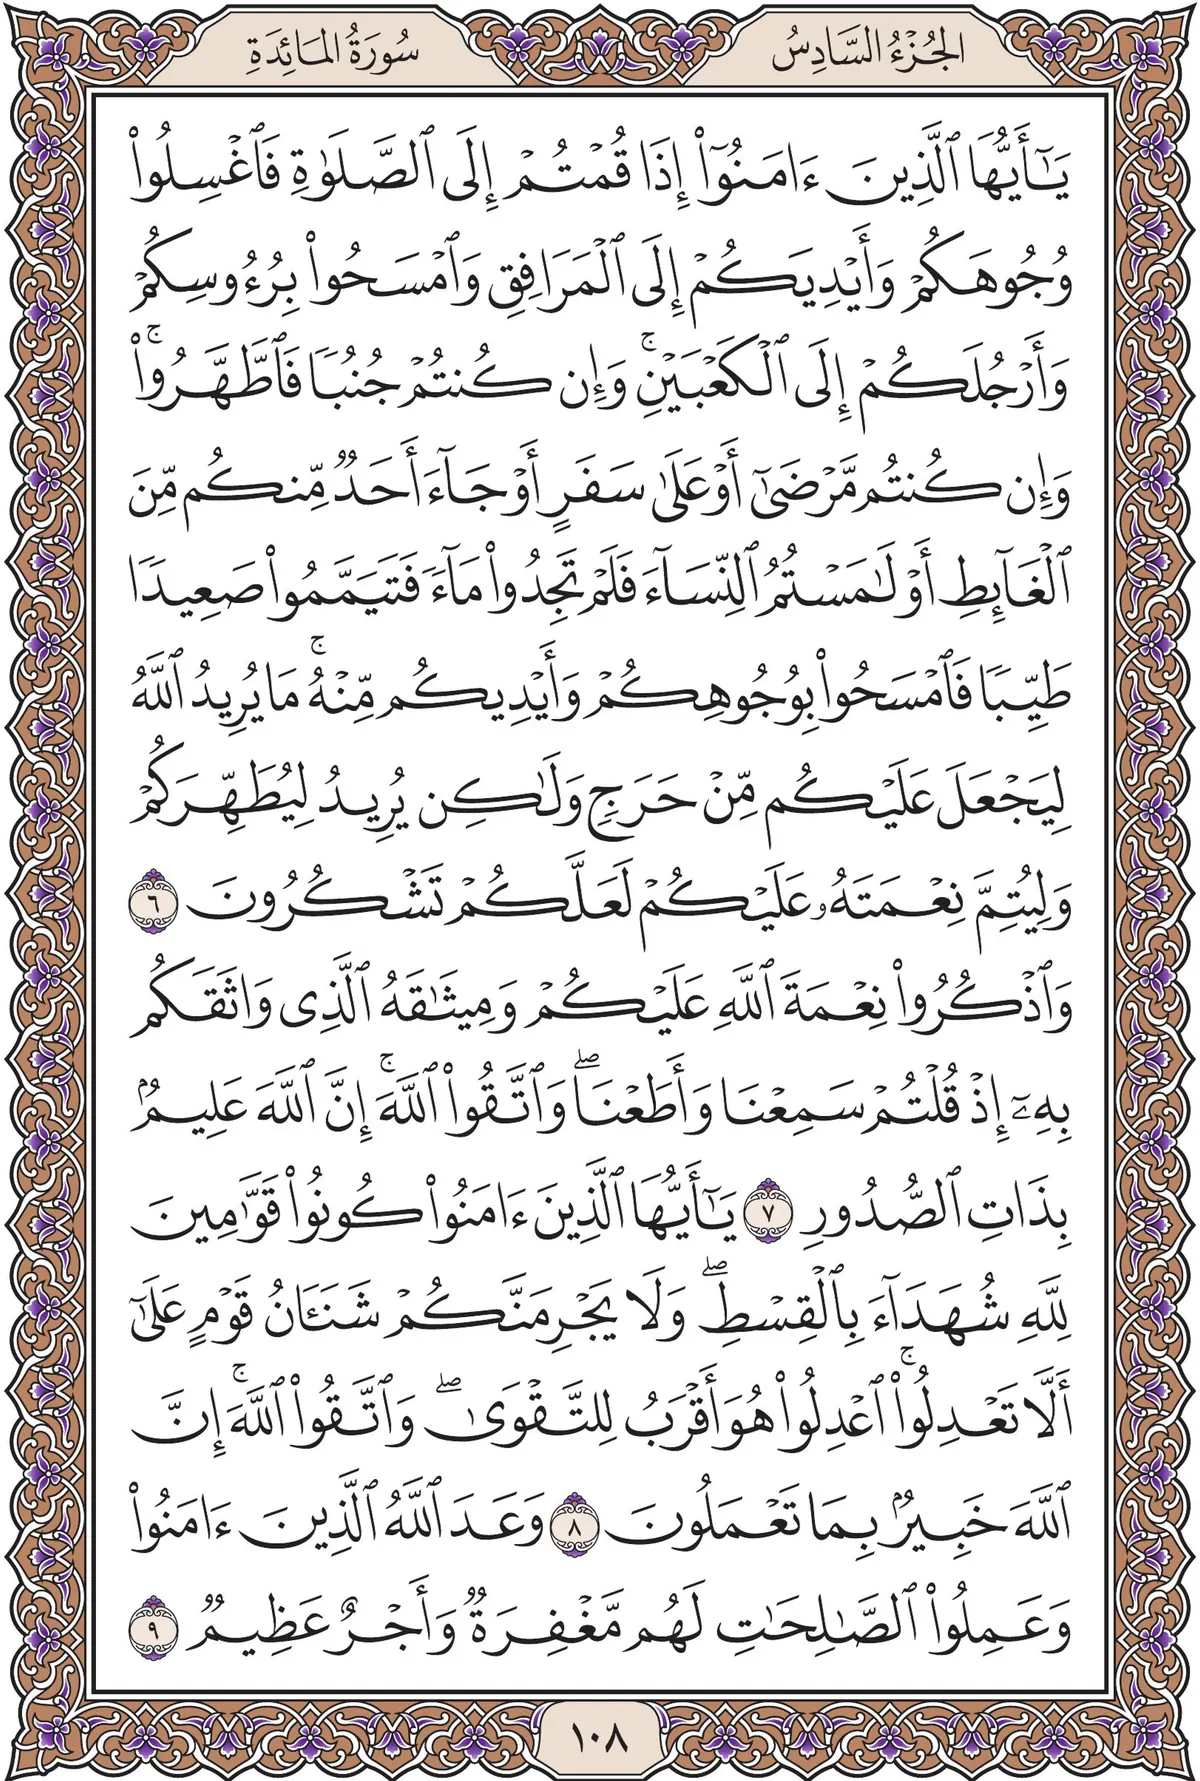 الجُزْءُ السَّادِسُ
سُورَةُ المَائِدَةِ
يَٰٓأَيُّهَا ٱلَّذِينَ ءَامَنُوٓاْ إِذَا قُمۡتُمۡ إِلَى ٱلصَّلَوٰةِ فَٱغۡسِلُواْ
وُجُوهَكُمۡ وَأَيۡدِيَكُمۡ إِلَى ٱلۡمَرَافِقِ وَٱمۡسَحُواْ بِرُءُوسِكُمۡ
وَأَرۡجُلَكُمۡ إِلَى ٱلۡكَعۡبَيۡنِۚ وَإِن كُنتُمۡ جُنُبٗا فَٱطَّهَّرُواْۚ
وَإِن كُنتُم مَّرۡضَىٰٓ أَوۡ عَلَىٰ سَفَرٍ أَوۡ جَآءَ أَحَدٞ مِّنكُم مِّنَ
ٱلۡغَآئِطِ أَوۡ لَٰمَسۡتُمُ ٱلنِّسَآءَ فَلَمۡ تَجِدُواْ مَآءٗ فَتَيَمَّمُواْ صَعِيدٗا
طَيِّبٗا فَٱمۡسَحُواْ بِوُجُوهِكُمۡ وَأَيۡدِيكُم مِّنۡهُۚ مَا يُرِيدُ ٱللَّهُ
لِيَجۡعَلَ عَلَيۡكُم مِّنۡ حَرَجٖ وَلَٰكِن يُرِيدُ لِيُطَهِّرَكُمۡ
وَلِيُتِمَّ نِعۡمَتَهُۥ عَلَيۡكُمۡ لَعَلَّكُمۡ تَشۡكُرُونَ ٦
وَٱذۡكُرُواْ نِعۡمَةَ ٱللَّهِ عَلَيۡكُمۡ وَمِيثَٰقَهُ ٱلَّذِي وَاثَقَكُم
بِهِۦٓ إِذۡ قُلۡتُمۡ سَمِعۡنَا وَأَطَعۡنَاۖ وَٱتَّقُواْ ٱللَّهَۚ إِنَّ ٱللَّهَ عَلِيمُۢ
بِذَاتِ ٱلصُّدُورِ ٧ يَٰٓأَيُّهَا ٱلَّذِينَ ءَامَنُواْ كُونُواْ قَوَّٰمِينَ
لِلَّهِ شُهَدَآءَ بِٱلۡقِسۡطِۖ وَلَا يَجۡرِمَنَّكُمۡ شَنَـَٔانُ قَوۡمٍ عَلَىٰٓ
أَلَّا تَعۡدِلُواْۚ ٱعۡدِلُواْ هُوَ أَقۡرَبُ لِلتَّقۡوَىٰۖ وَٱتَّقُواْ ٱللَّهَۚ إِنَّ
ٱللَّهَ خَبِيرُۢ بِمَا تَعۡمَلُونَ ٨ وَعَدَ ٱللَّهُ ٱلَّذِينَ ءَامَنُواْ
وَعَمِلُواْ ٱلصَّٰلِحَٰتِ لَهُم مَّغۡفِرَةٞ وَأَجۡرٌ عَظِيمٞ ٩
١٠٨